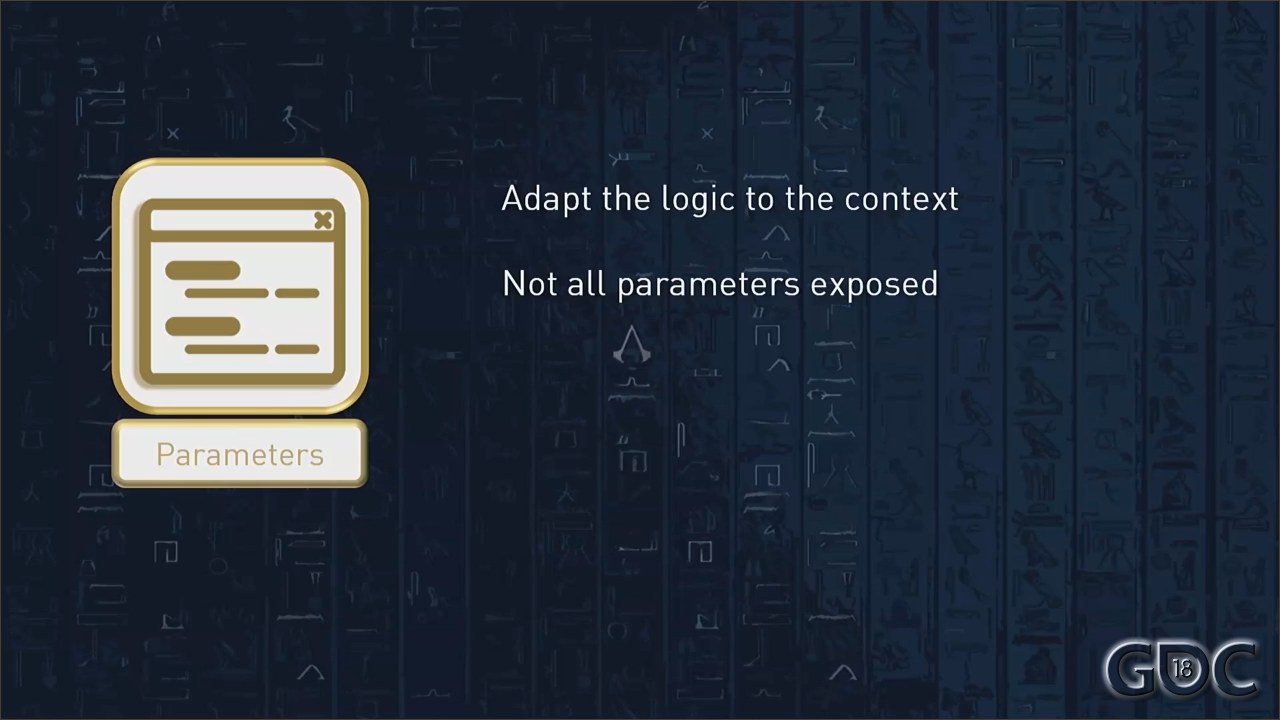 Adapt the logic to the context
Not all parameters exposed
Parameters
GDC
18